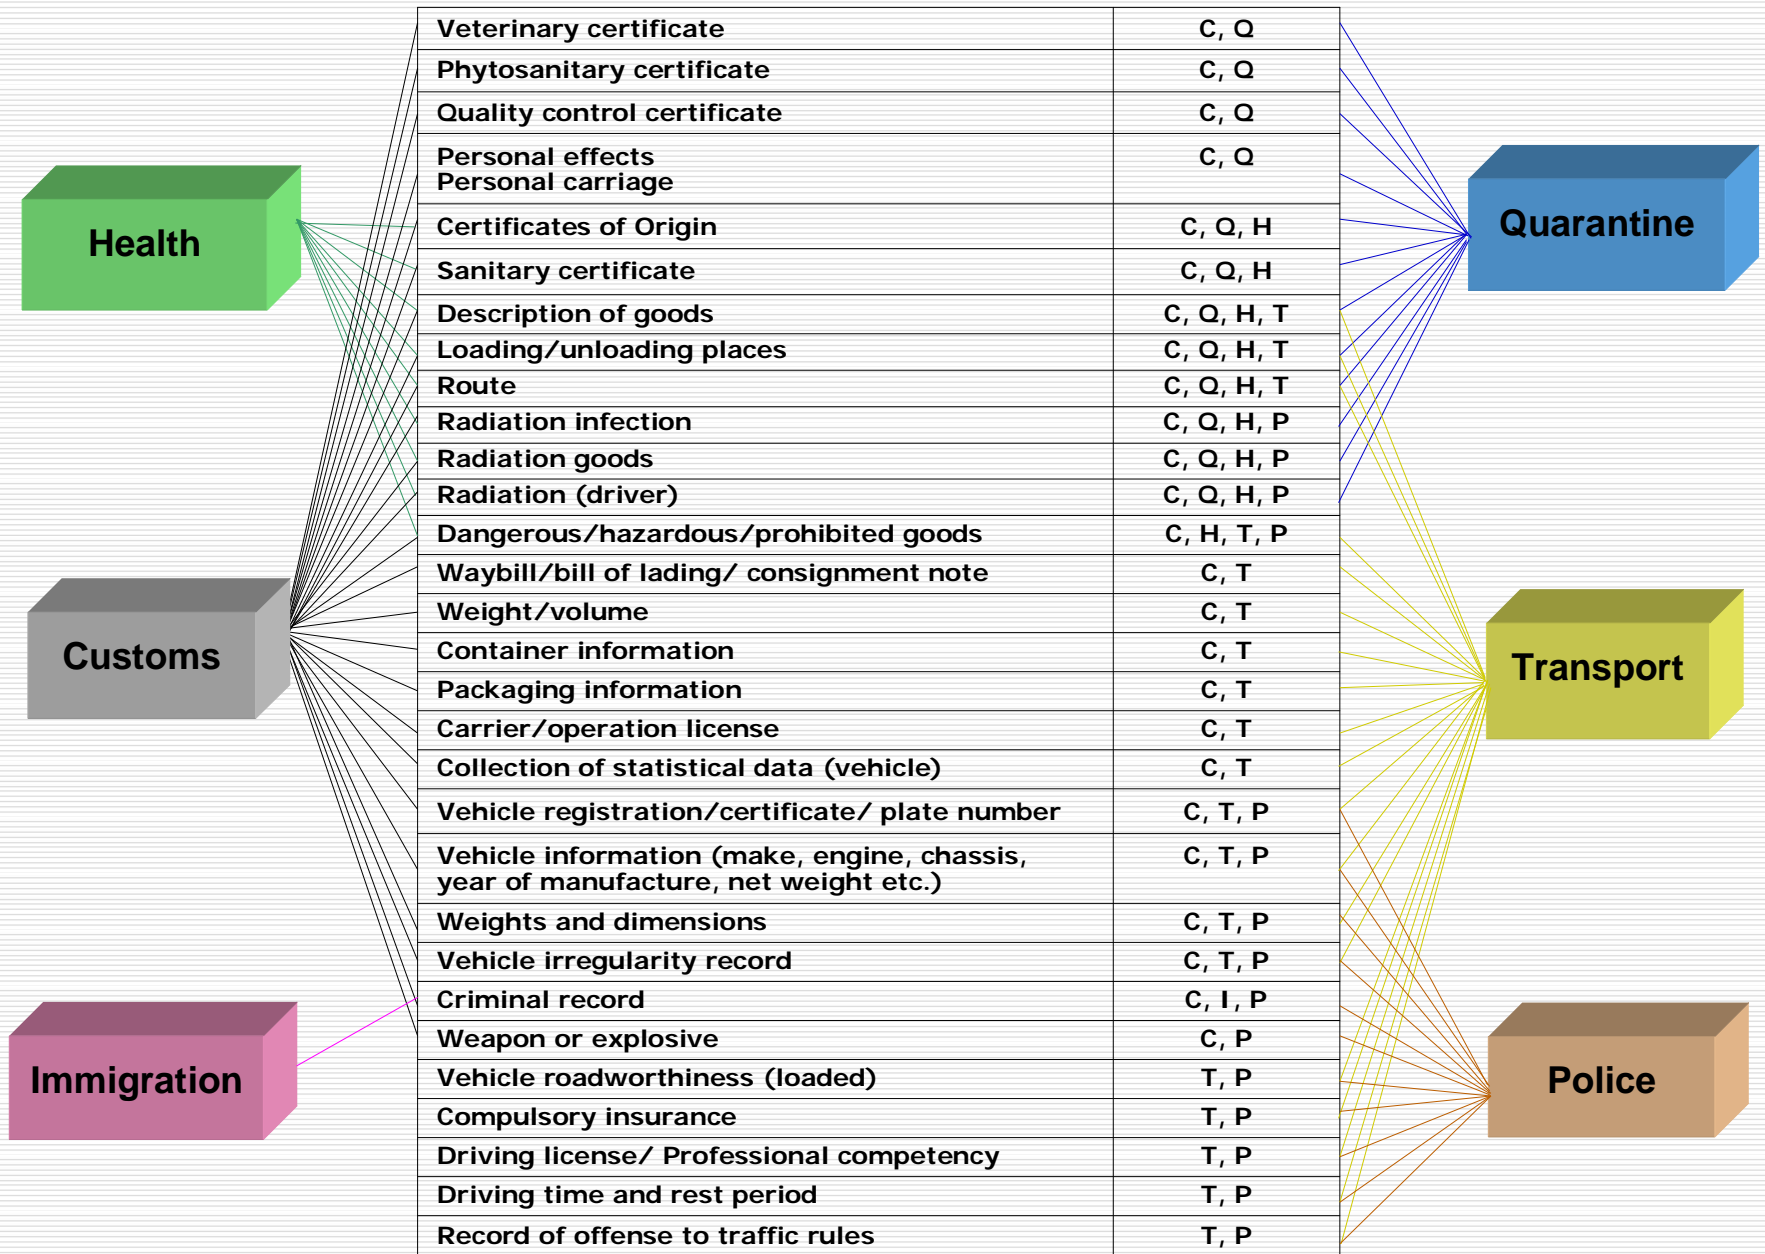 Veterinary certificate C, Q
Phytosanitary certificate C, Q
Quality control certificate C, Q
Personal effects C, Q
Personal carriage
Certificates of Origin C, Q, H
Sanitary certificate C, Q, H
Description of goods C, Q, H, T
Loading/unloading places C, Q, H, T
Route C, Q, H, T
Radiation infection C, Q, H, P
Radiation goods C, Q, H, P
Radiation (driver) C, Q, H, P
Dangerous/hazardous/prohibited goods C, H, T, P
Waybill/bill of lading/ consignment note C, T
Weight/volume C, T
Container information C, T
Packaging information C, T
Carrier/operation license C, T
Collection of statistical data (vehicle) C, T
Vehicle registration/certificate/ plate number C, T, P
Vehicle information (make, engine, chassis, C, T, P
year of manufacture, net weight etc.)
Weights and dimensions C, T, P
Vehicle irregularity record C, T, P
Criminal record C, I, P
Weapon or explosive C, P
Vehicle roadworthiness (loaded) T, P
Compulsory insurance T, P
Driving license/ Professional competency T, P
Driving time and rest period T, P
Record of offense to traffic rules T, P
Health
Customs
Immigration
Quarantine
Transport
Police